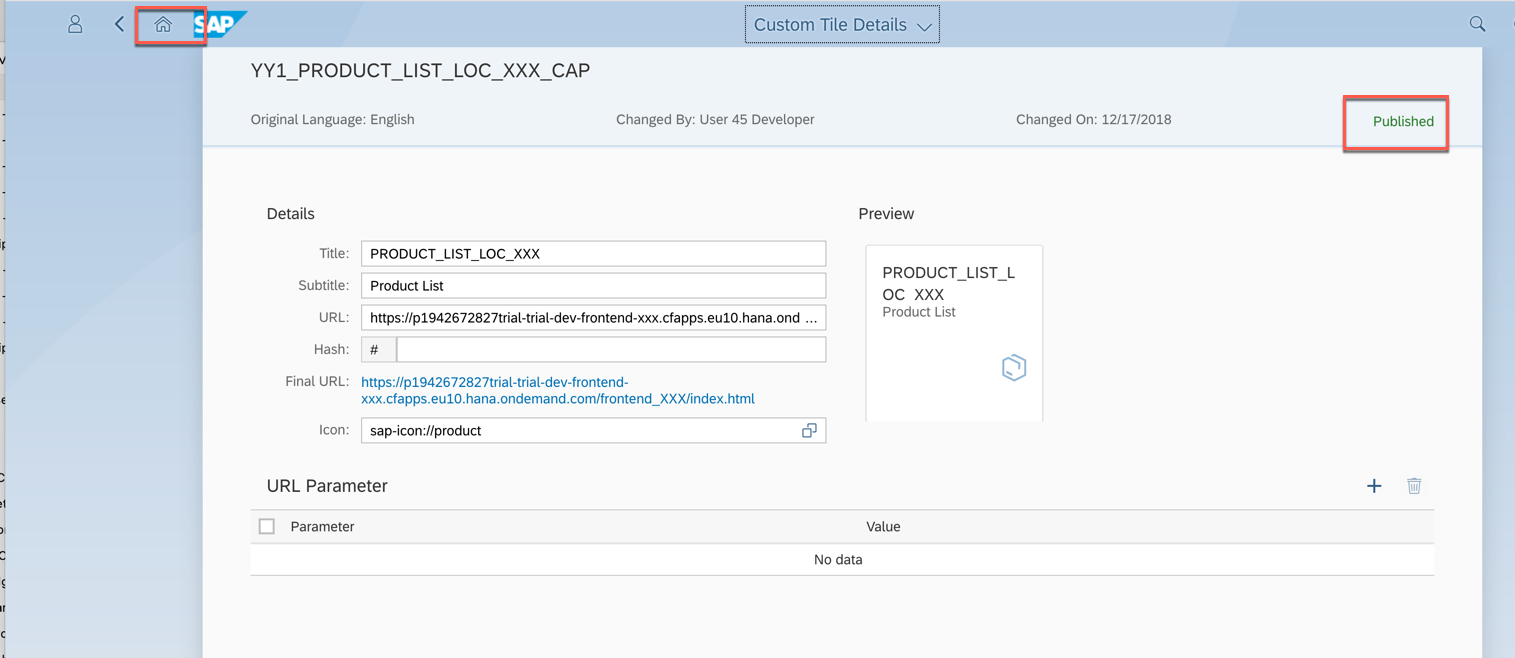 SAP
Custom Tile Details
YY1_PRODUCT_LIST_LOC_XXX_CAP
Original Language: English
Changed By: User 45 Developer
Changed On: 12/17/2018
Published
Details
Preview
Title: PRODUCT_LIST_LOC_XXX
Subtitle: Product List
URL: https://p1942672827trial-trial-dev-frontend-xxx.cfapps.eu10.hana.ond ...
Hash: #
Final URL: https://p1942672827trial-trial-dev-frontend-
xxx.cfapps.eu10.hana.ondemand.com/frontend_XXX/index.html
Icon: sap-icon://product
PRODUCT_LIST_L
OC_XXX
Product List
URL Parameter
Parameter Value
No data